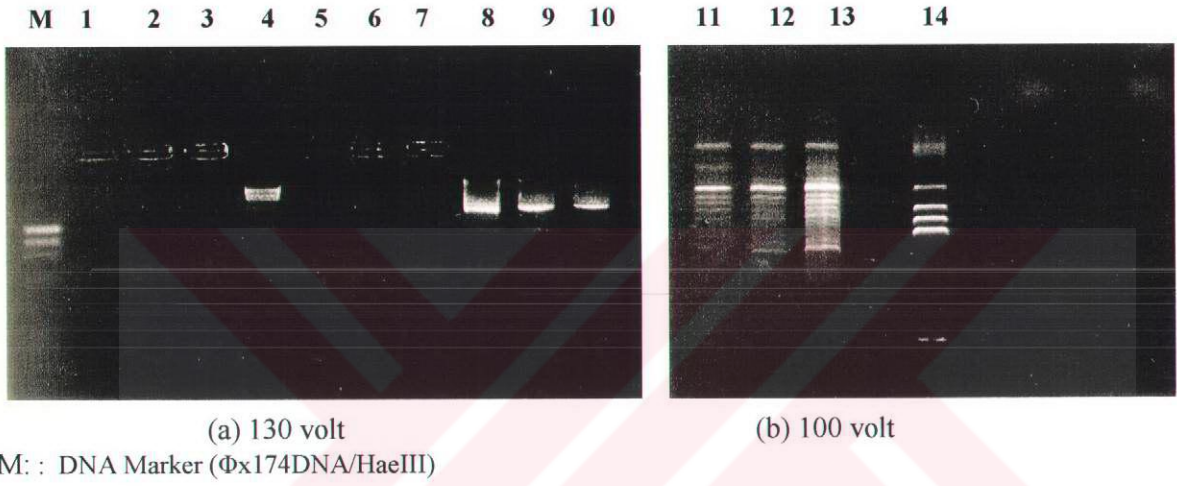 M 1 2 3 4 5 6 7 8 9 10 11 12 13 14
(a) 130 volt (b) 100 volt
M: : DNA Marker (Φx174DNA/HaeIII)